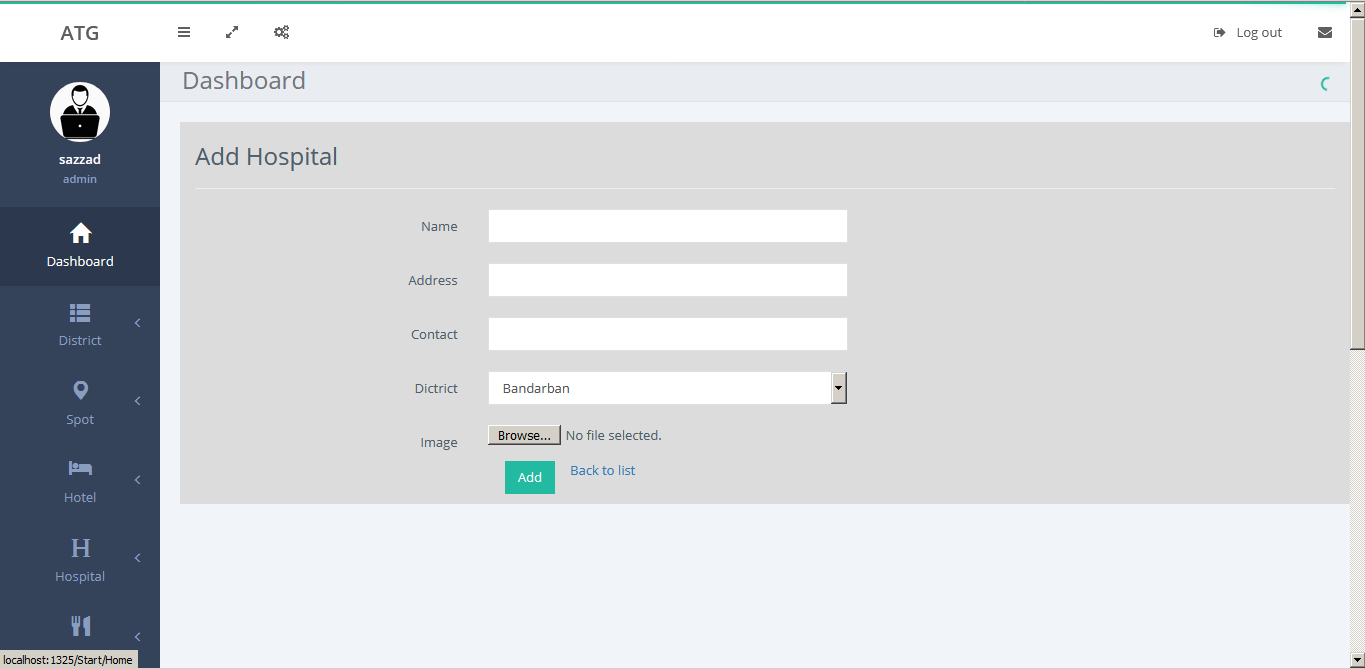 ATG
Log out
sazzad
admin
Dashboard
District
Spot
Hotel
H
Hospital
Dashboard
Add Hospital
Name
Address
Contact
Dictrict
Bandarban
Image
Browse... No file selected.
Add Back to list
localhost:1325/Start/Home